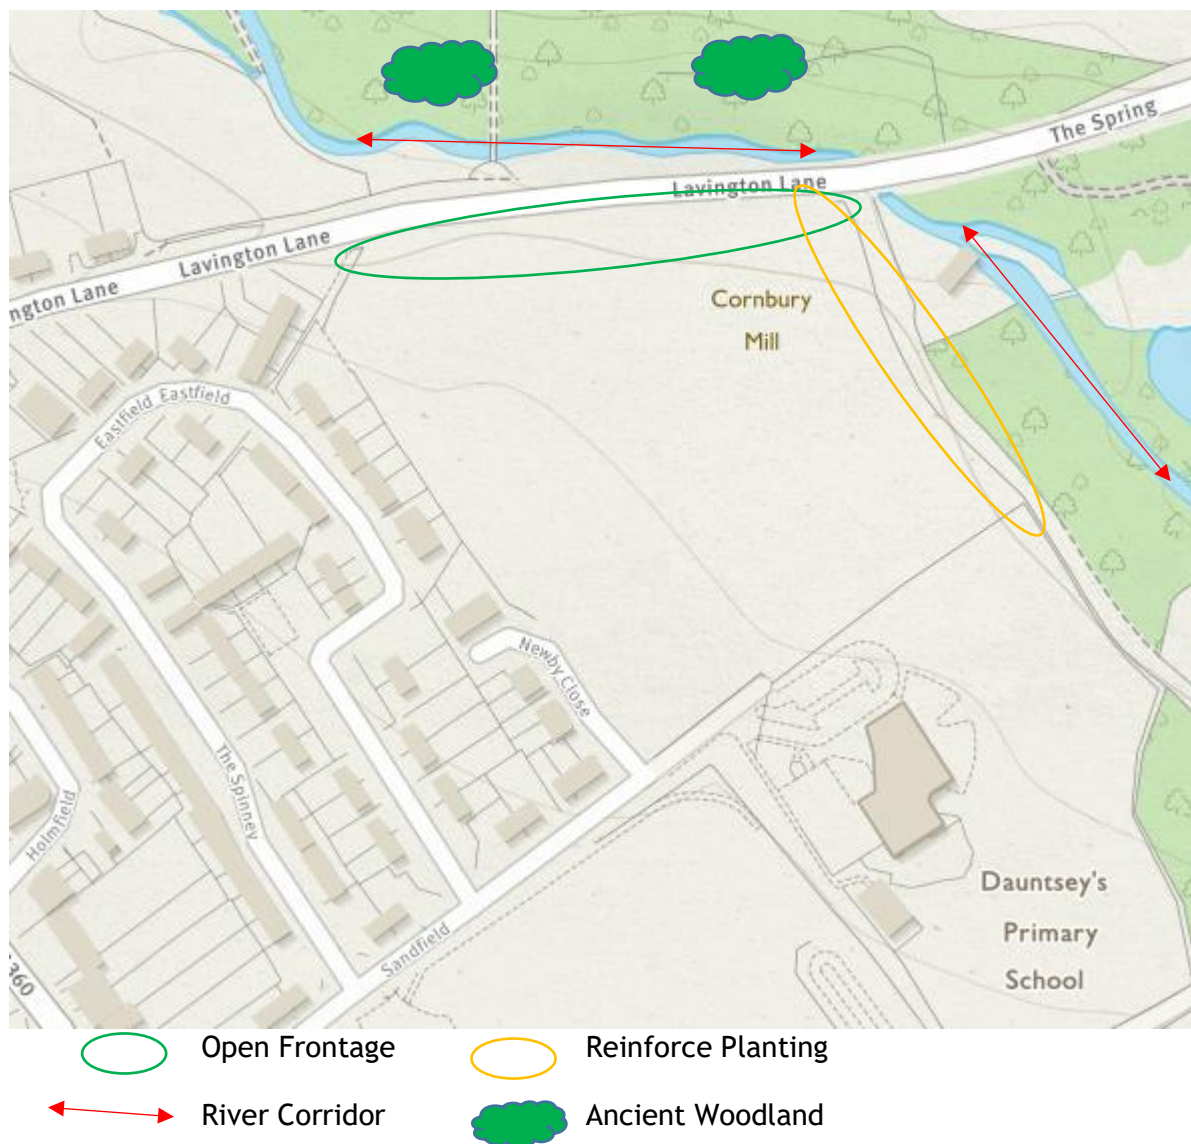 The Spring
Lavington Lane
Lavington Lane
ngton Lane
Cornbury
Mill
Eastfield Eastfield
Newby Close
The Spinney
Holmfield
Sandfield
360
Dauntsey's
Primary
School
Open Frontage
Reinforce Planting
River Corridor
Ancient Woodland